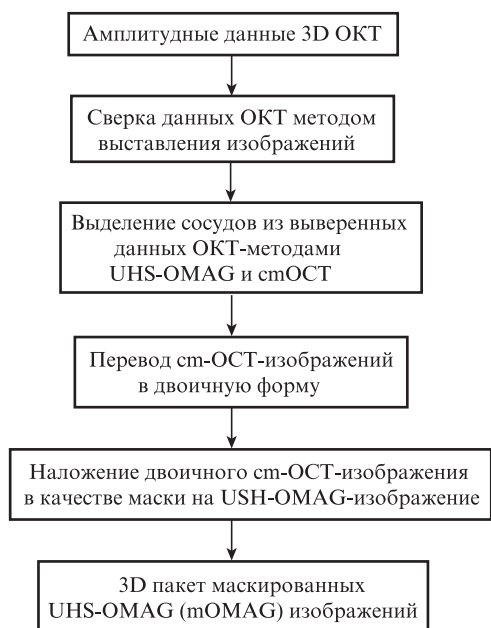 Амплитудные данные 3D ОКТ
Сверка данных ОКТ методом
выставления изображений
Выделение сосудов из выверенных
данных ОКТ-методами
UHS-OMAG и cmOCT
Перевод cm-OCT-изображений
в двоичную форму
Наложение двоичного cm-OCT-изображения
в качестве маски на USH-OMAG-изображение
3D пакет маскированных
UHS-OMAG (mOMAG) изображений